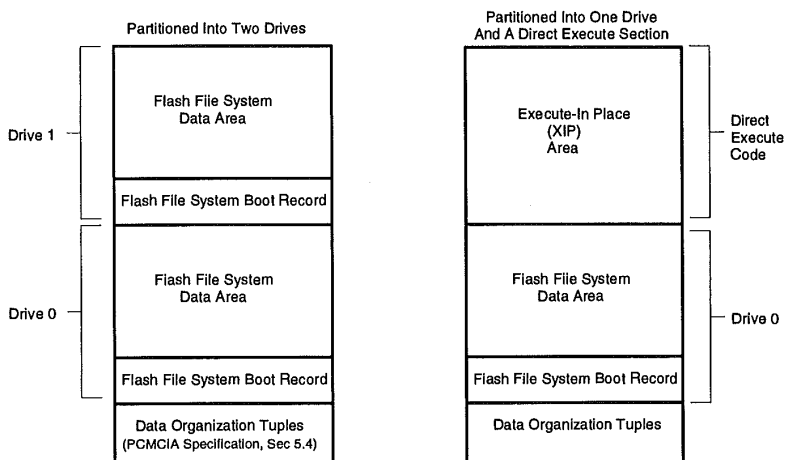 Partitioned Into Two Drives
Flash File System
Data Area
Drive 1
Flash File System Boot Record
Flash File System
Data Area
Drive 0
Flash File System Boot Record
Data Organization Tuples
(PCMCIA Specification, Sec 5.4)
Partitioned Into One Drive
And A Direct Execute Section
Execute-In Place
(XIP)
Area
Direct
Execute
Code
Flash File System
Data Area
Drive 0
Flash File System Boot Record
Data Organization Tuples